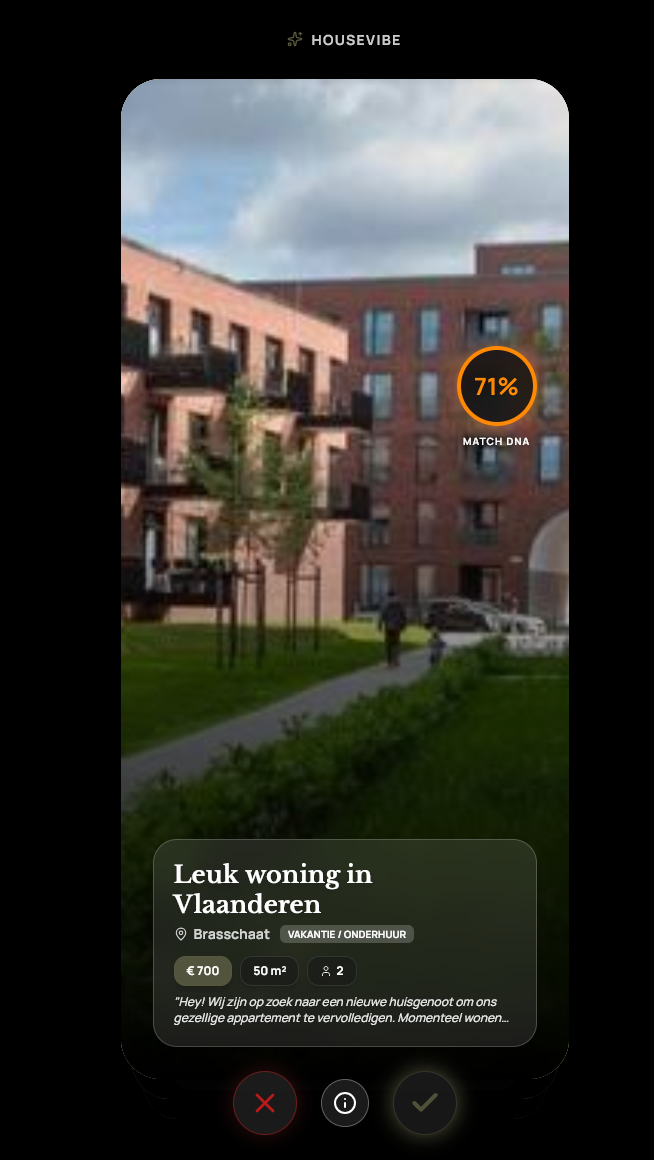 HOUSEVIBE
71%
MATCH DNA
Leuk woning in
Vlaanderen
Brasschaat VAKANTIE / ONDERHUUR
€ 700 50 m² 2
"Hey! Wij zijn op zoek naar een nieuwe huisgenoot om ons
gezellige appartement te vervolledigen. Momenteel wonen...